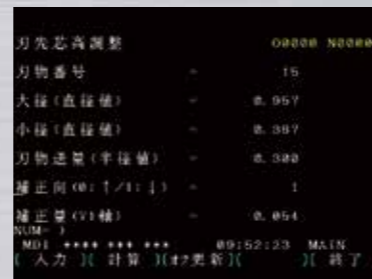 刃先芯高調整 O0000 N0000
刃物番号 = 15
大径(直径値) = 0.957
小径(直径値) = 0.387
刃物送量(半径値) = 0.300
補正向(0:↑/1:↓) = 1
補正量(Y1軸) = 0.054
NUM= )
MDI **** *** *** 09:52:23 MAIN
( 入力 )( 計算 )(オフ更新)( )( 終了